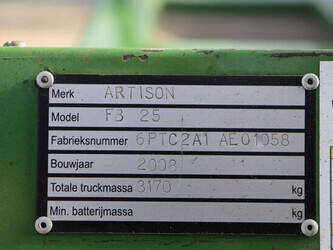 Merk ARTISON
Model FB 25
Fabrieksnummer 6PTC2A1 AE01058
Bouwjaar 2008
Totale truckmassa 3170 kg
Min. batterijmassa kg